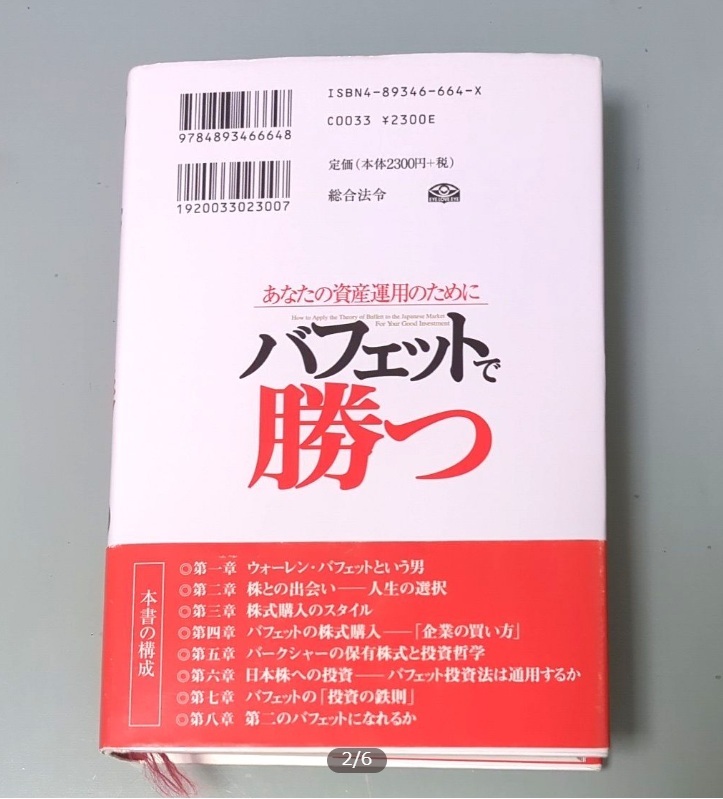 ISBN4-89346-664-X
C0033 ¥2300E
9784893466648
定価(本体2300円+税)
1920033023007
総合法令
あなたの資産運用のために
How to Apply the Theory of Buffett to the Japanese Market
For Your Good Investment
バフェットで
勝つ
本書の構成
◎第一章 ウォーレン・バフェットという男
◎第二章 株との出会い——人生の選択
◎第三章 株式購入のスタイル
◎第四章 バフェットの株式購入——「企業の買い方」
◎第五章 バークシャーの保有株式と投資哲学
◎第六章 日本株への投資——バフェット投資法は通用するか
◎第七章 バフェットの「投資の鉄則」
◎第八章 第二のバフェットになれるか
2/6